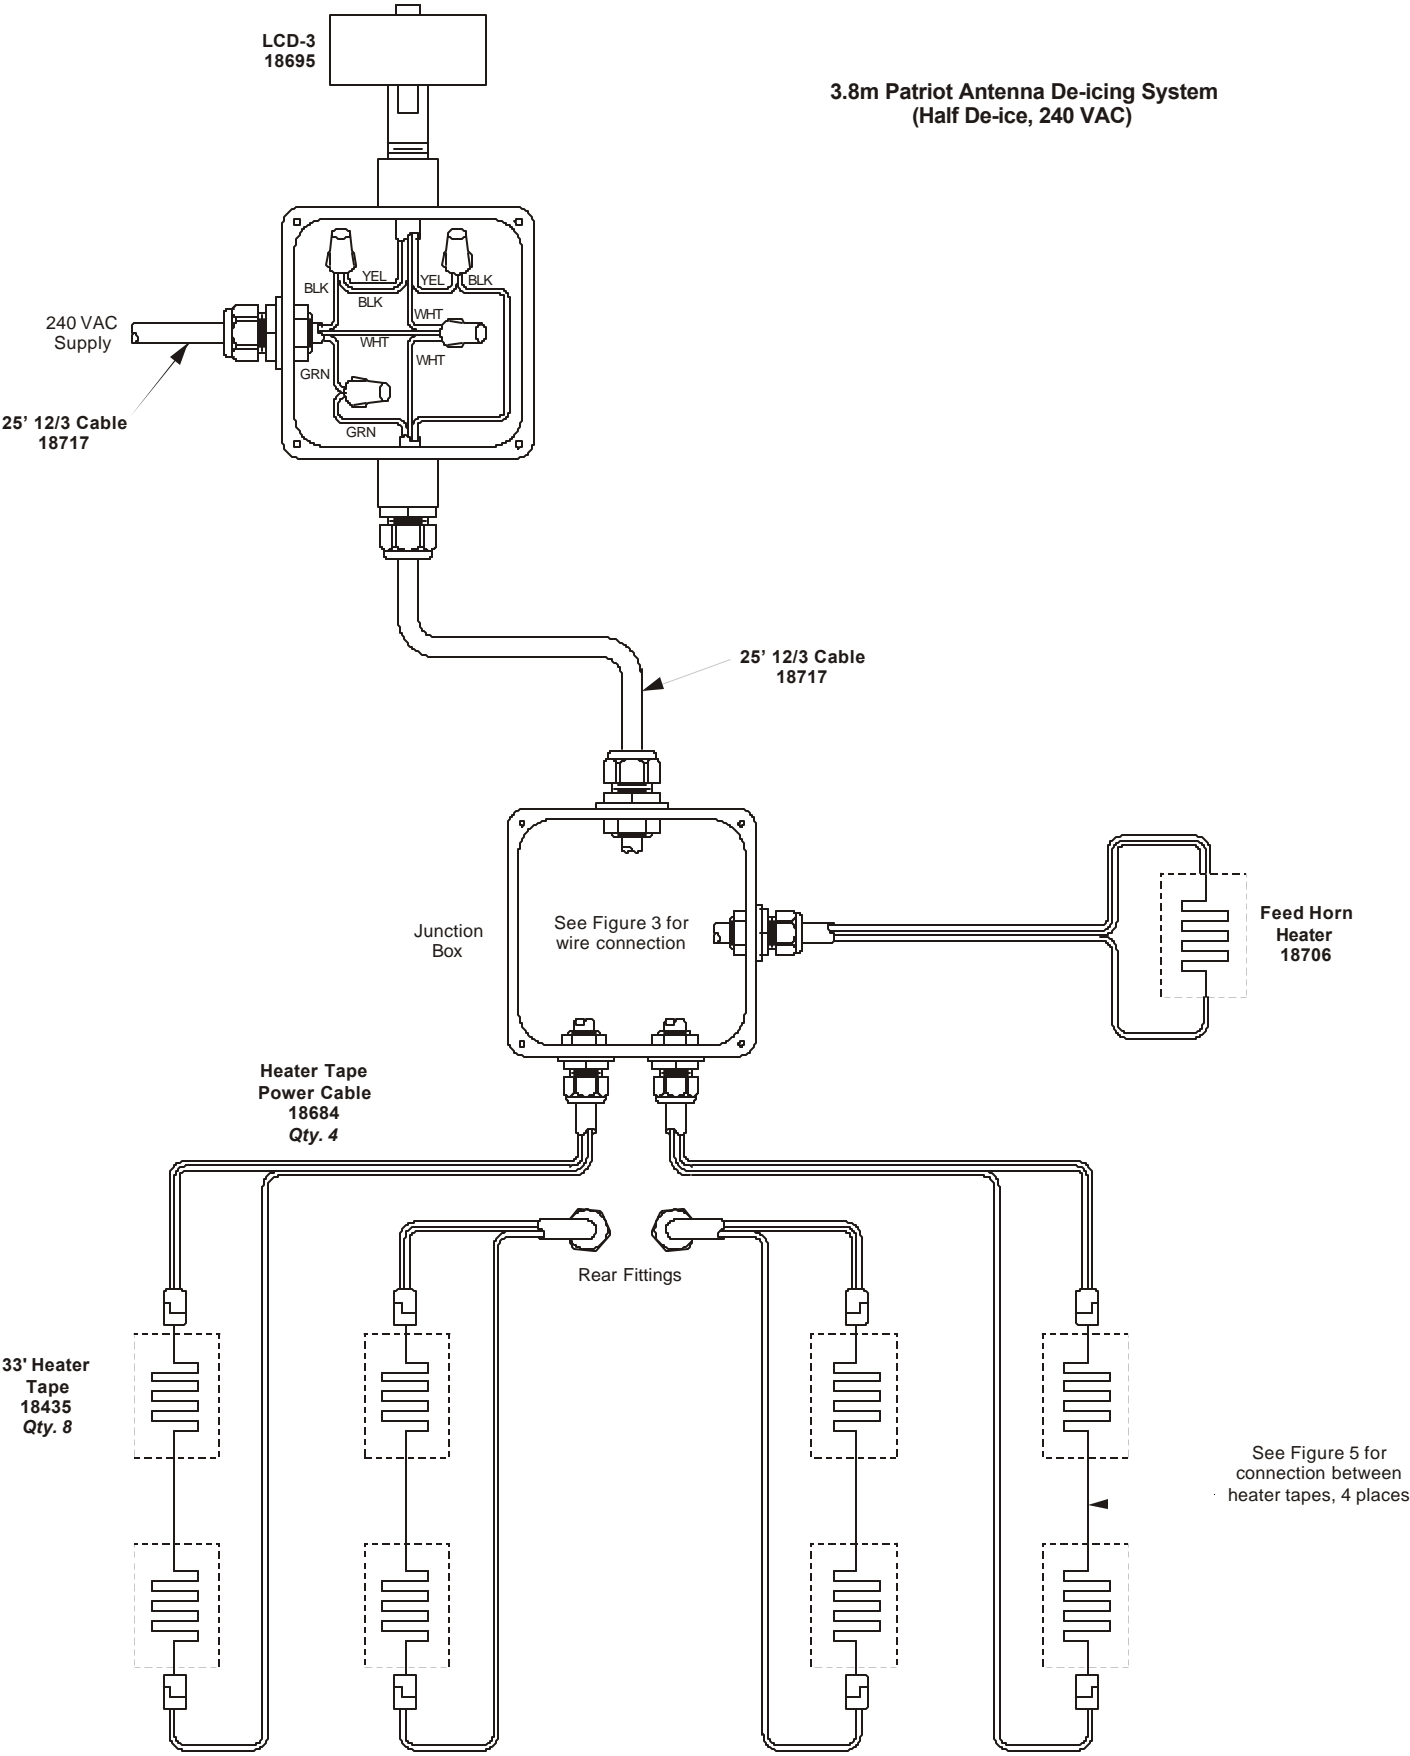 LCD-3
18695
3.8m Patriot Antenna De-icing System
(Half De-ice, 240 VAC)
YEL
YEL
BLK
BLK
BLK
WHT
WHT
WHT
GRN
GRN
240 VAC
Supply
25’ 12/3 Cable
18717
25’ 12/3 Cable
18717
Junction
Box
See Figure 3 for
wire connection
Feed Horn
Heater
18706
Heater Tape
Power Cable
18684
Qty. 4
Rear Fittings
33' Heater
Tape
18435
Qty. 8
See Figure 5 for
connection between
heater tapes, 4 places